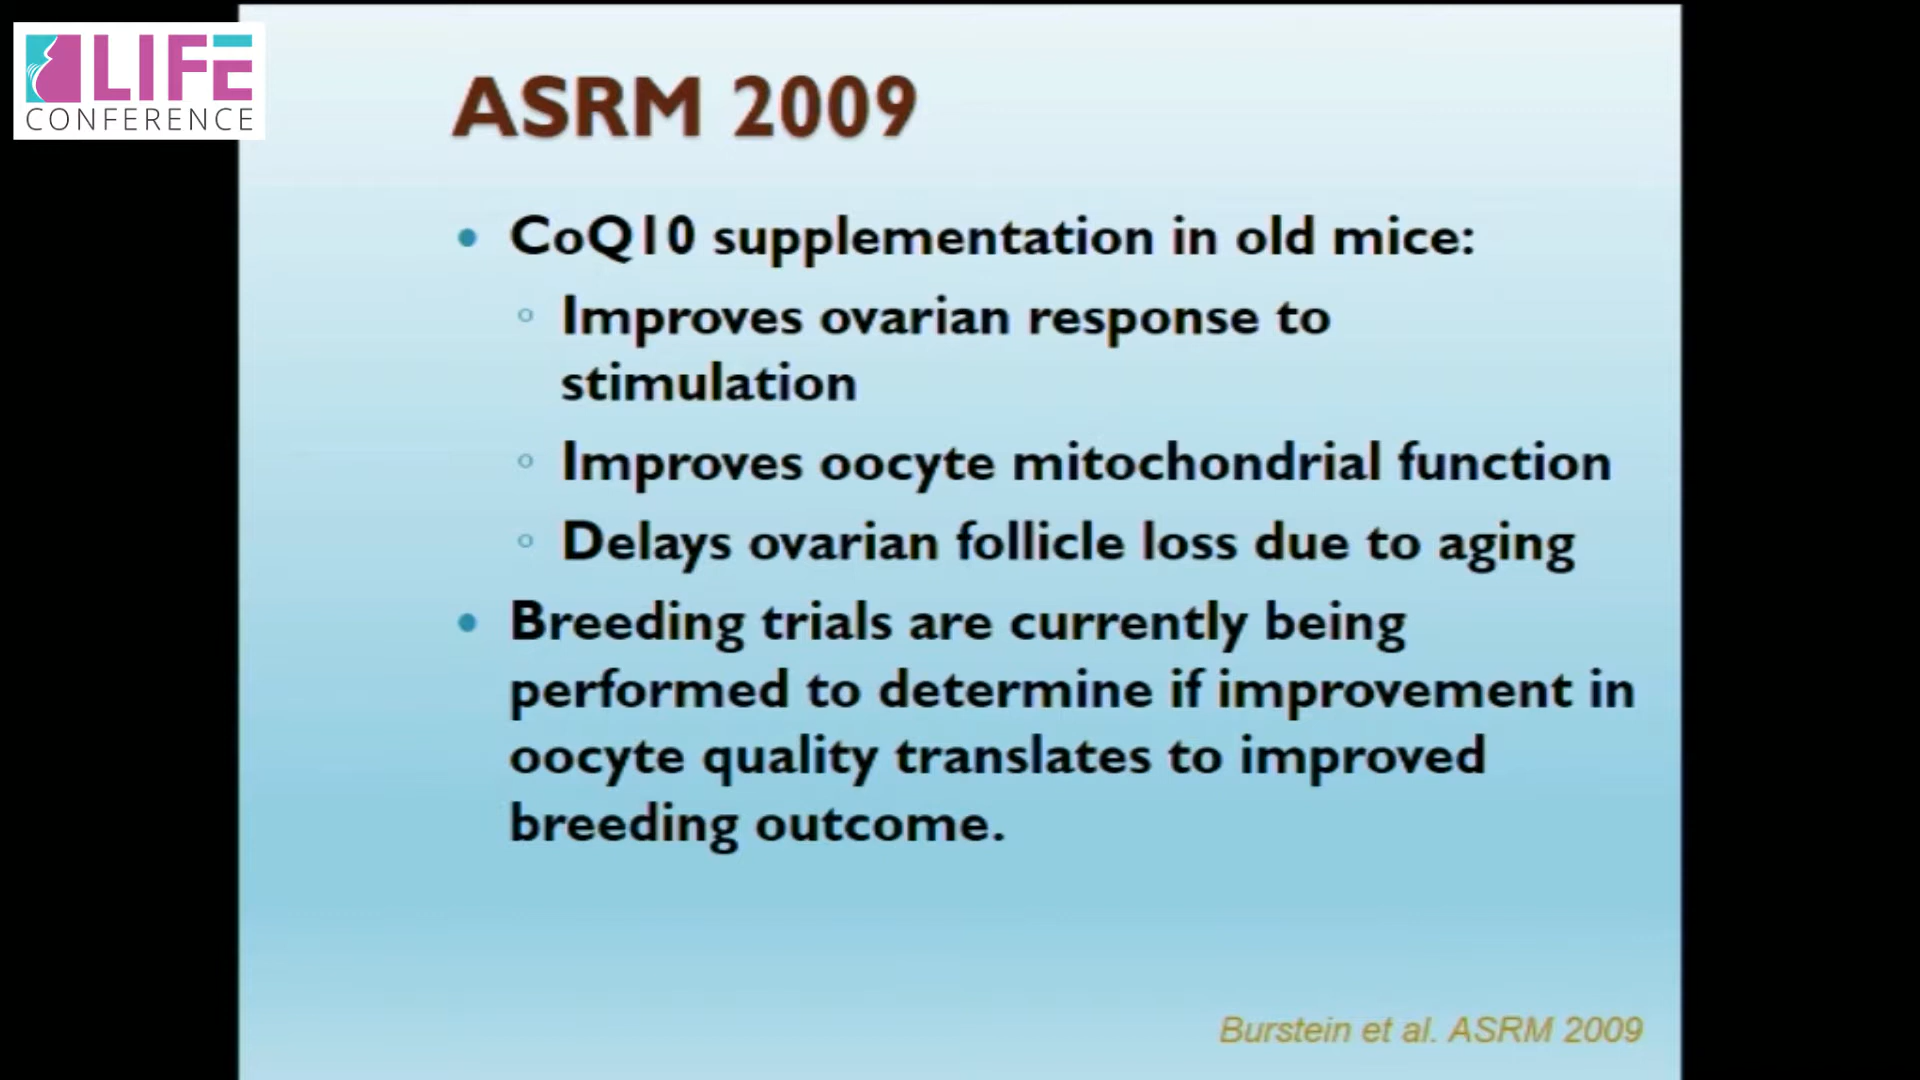 LIFE
CONFERENCE
ASRM 2009
• CoQ10 supplementation in old mice:
◦ Improves ovarian response to
stimulation
◦ Improves oocyte mitochondrial function
◦ Delays ovarian follicle loss due to aging
• Breeding trials are currently being
performed to determine if improvement in
oocyte quality translates to improved
breeding outcome.
Burstein et al. ASRM 2009